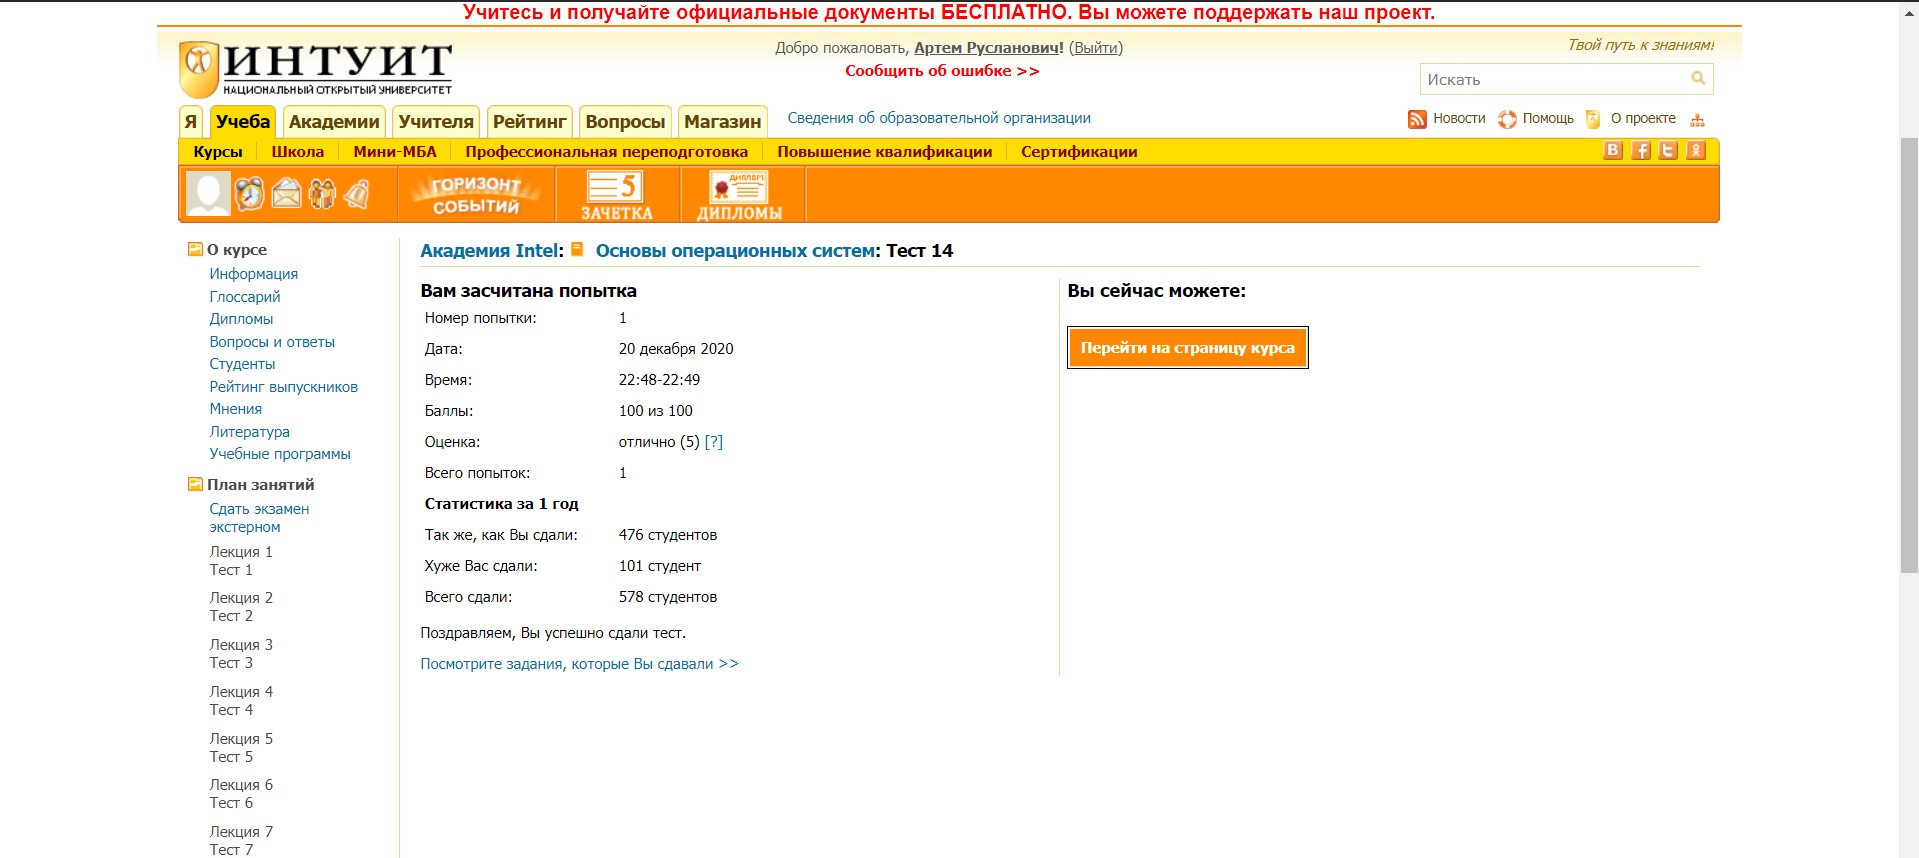 Учитесь и получайте официальные документы БЕСПЛАТНО. Вы можете поддержать наш проект.
ИНТУИТ
НАЦИОНАЛЬНЫЙ ОТКРЫТЫЙ УНИВЕРСИТЕТ
Добро пожаловать, Артем Русланович! (Выйти)
Сообщить об ошибке >>
Твой путь к знаниям!
Искать
Я Учеба Академии Учителя Рейтинг Вопросы Магазин Сведения об образовательной организации
Новости Помощь О проекте
Курсы Школа Мини-МБА Профессиональная переподготовка Повышение квалификации Сертификации
ГОРИЗОНТ СОБЫТИЙ
5 ЗАЧЕТКА
ДИПЛОМ ДИПЛОМЫ
О курсе
Информация
Глоссарий
Дипломы
Вопросы и ответы
Студенты
Рейтинг выпускников
Мнения
Литература
Учебные программы
План занятий
Сдать экзамен
экстерном
Лекция 1
Тест 1
Лекция 2
Тест 2
Лекция 3
Тест 3
Лекция 4
Тест 4
Лекция 5
Тест 5
Лекция 6
Тест 6
Лекция 7
Тест 7
Академия Intel: Основы операционных систем: Тест 14
Вам засчитана попытка
Номер попытки: 1
Дата: 20 декабря 2020
Время: 22:48-22:49
Баллы: 100 из 100
Оценка: отлично (5) [?]
Всего попыток: 1
Статистика за 1 год
Так же, как Вы сдали: 476 студентов
Хуже Вас сдали: 101 студент
Всего сдали: 578 студентов
Поздравляем, Вы успешно сдали тест.
Посмотрите задания, которые Вы сдавали >>
Вы сейчас можете:
Перейти на страницу курса